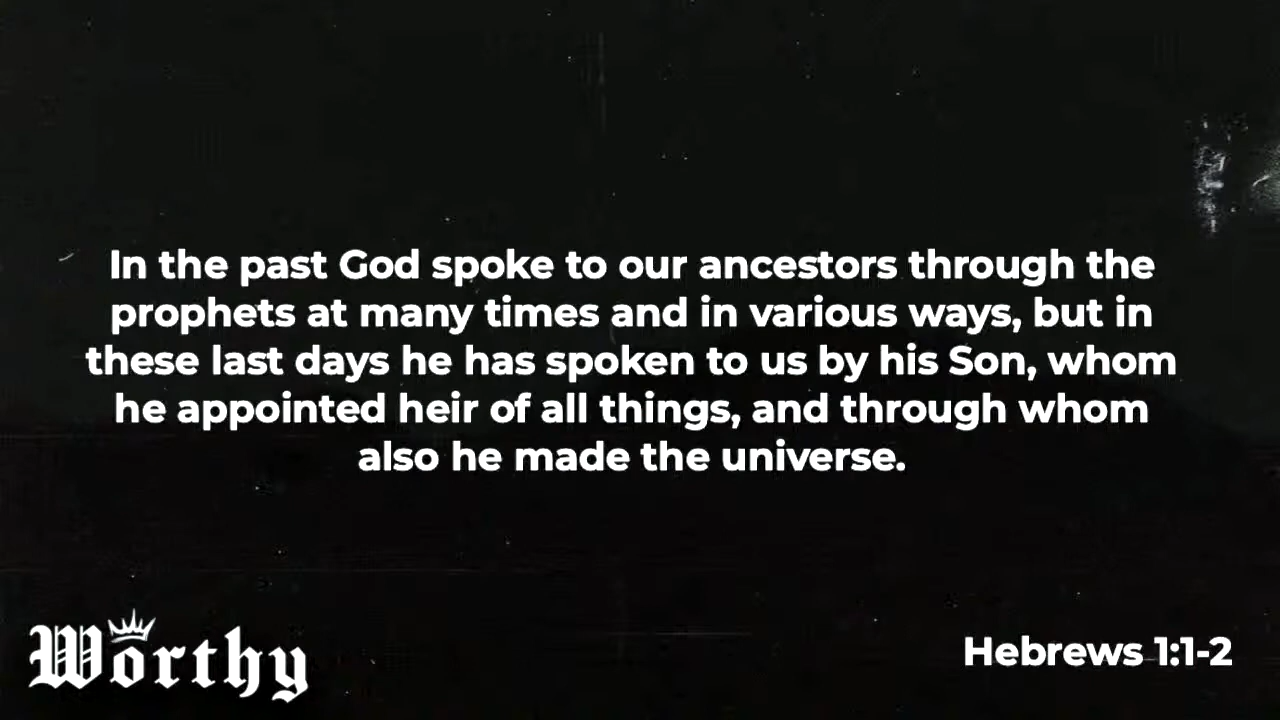 In the past God spoke to our ancestors through the
prophets at many times and in various ways, but in
these last days he has spoken to us by his Son, whom
he appointed heir of all things, and through whom
also he made the universe.
Worthy
Hebrews 1:1-2